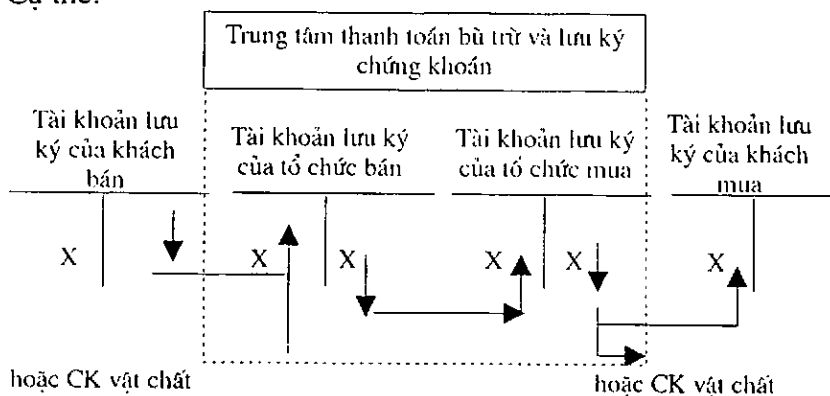 Cụ thể:
Trung tâm thanh toán bù trừ và lưu ký
chứng khoán
Tài khoản lưu
ký của khách
bán
Tài khoản lưu ký
của tổ chức bán
Tài khoản lưu ký
của tổ chức mua
Tài khoản lưu
ký của khách
mua
X X X X X X
hoặc CK vật chất hoặc CK vật chất